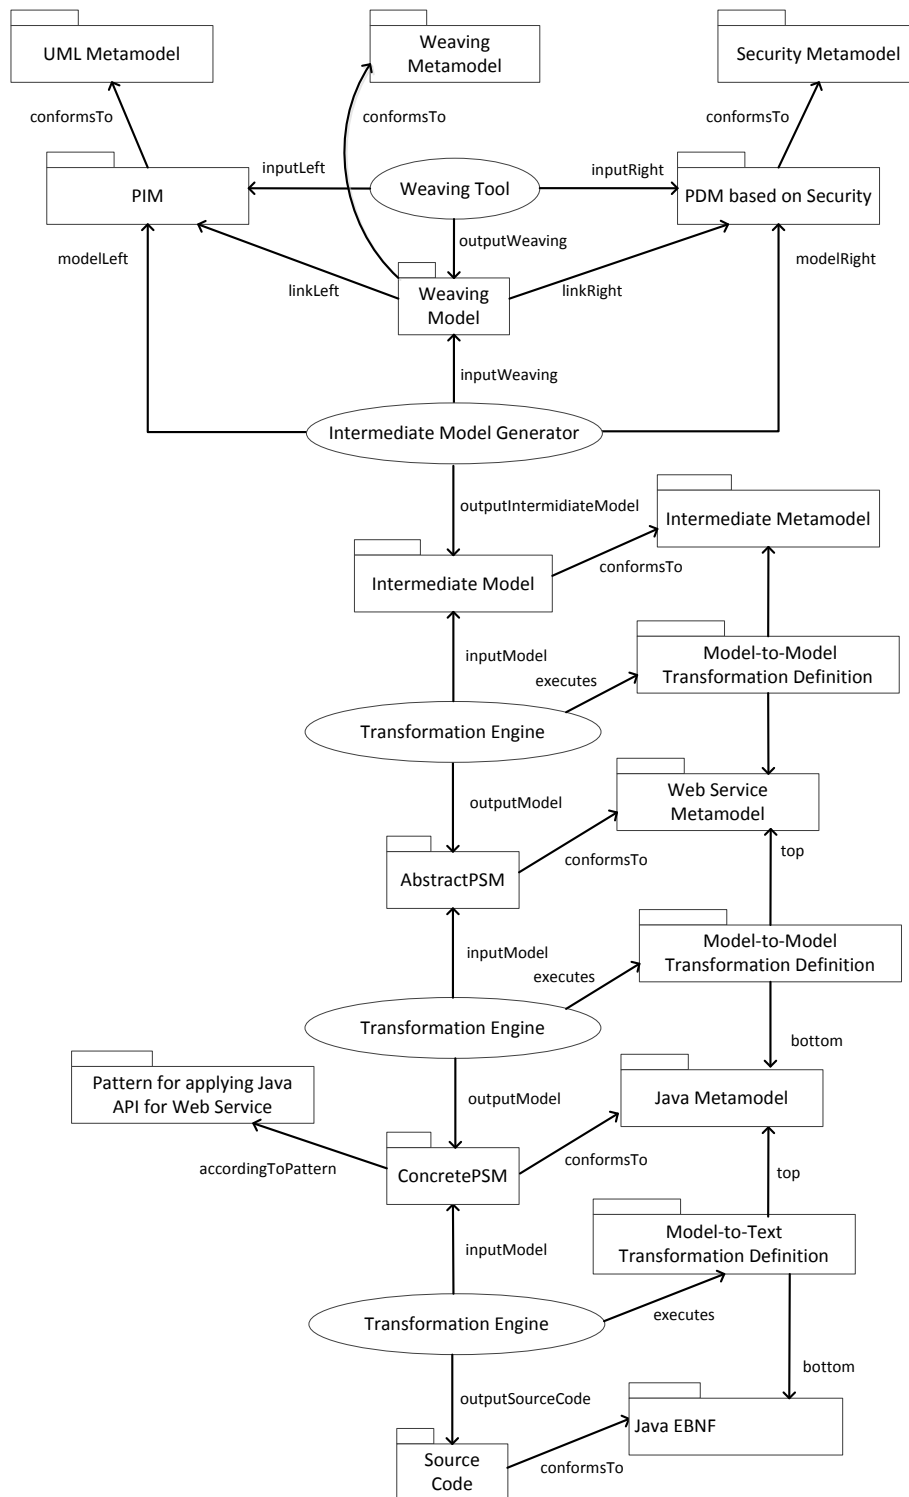 UML Metamodel
Weaving
Metamodel
Security Metamodel
conformsTo
conformsTo
conformsTo
inputLeft
inputRight
PIM
Weaving Tool
PDM based on Security
outputWeaving
modelLeft
modelRight
linkLeft
Weaving
Model
linkRight
inputWeaving
Intermediate Model Generator
outputIntermidiateModel
Intermediate Metamodel
Intermediate Model
conformsTo
inputModel
Model-to-Model
Transformation Definition
executes
Transformation Engine
outputModel
Web Service
Metamodel
conformsTo
top
AbstractPSM
inputModel
Model-to-Model
Transformation Definition
executes
Transformation Engine
bottom
Pattern for applying Java
API for Web Service
outputModel
Java Metamodel
accordingToPattern
ConcretePSM
conformsTo
top
inputModel
Model-to-Text
Transformation Definition
Transformation Engine
executes
bottom
outputSourceCode
Java EBNF
Source
Code
conformsTo